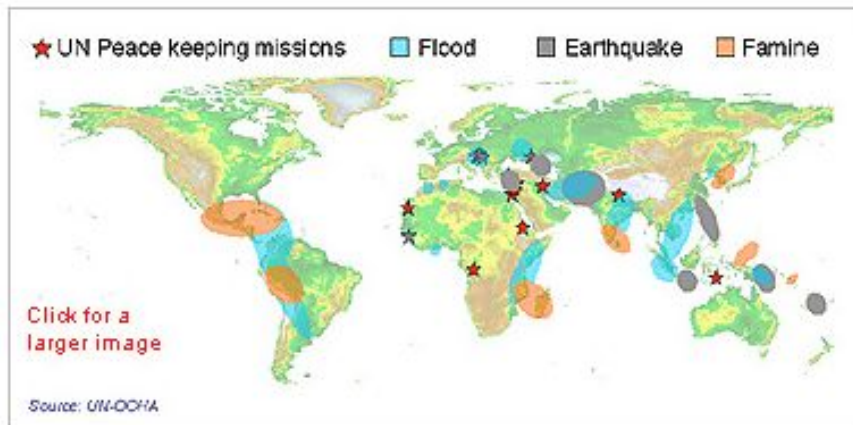 UN Peace keeping missions Flood Earthquake Famine
Click for a
larger image
Source: UN-OCHA